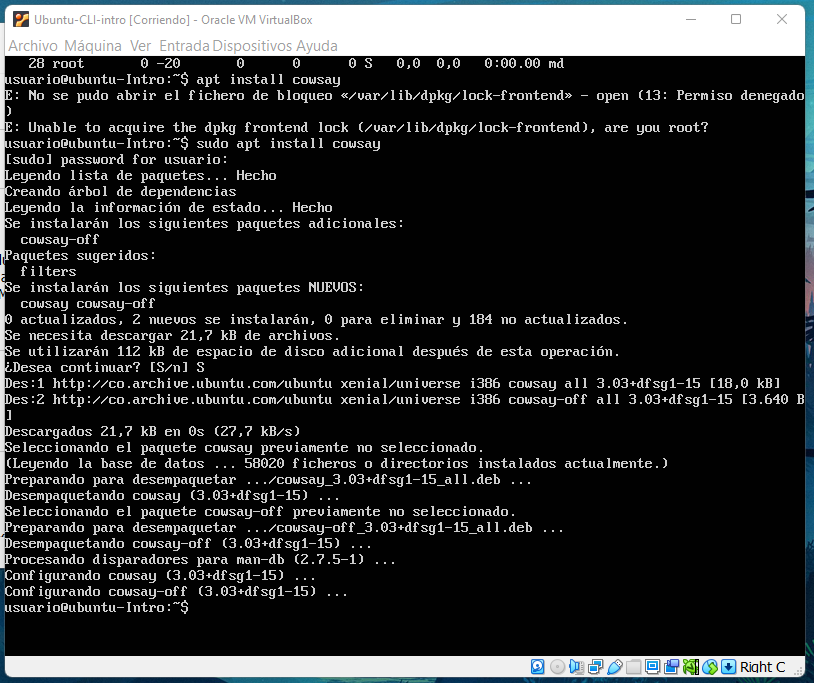 Ubuntu-CLI-intro [Corriendo] - Oracle VM VirtualBox
Archivo Máquina Ver Entrada Dispositivos Ayuda
28 root 0 -20 0 0 0 S 0,0 0,0 0:00.00 md
usuario@ubuntu-Intro:~$ apt install cowsay
E: No se pudo abrir el fichero de bloqueo «/var/lib/dpkg/lock-frontend» - open (13: Permiso denegado
)
E: Unable to acquire the dpkg frontend lock (/var/lib/dpkg/lock-frontend), are you root?
usuario@ubuntu-Intro:~$ sudo apt install cowsay
[sudo] password for usuario:
Leyendo lista de paquetes... Hecho
Creando árbol de dependencias
Leyendo la información de estado... Hecho
Se instalarán los siguientes paquetes adicionales:
cowsay-off
Paquetes sugeridos:
filters
Se instalarán los siguientes paquetes NUEVOS:
cowsay cowsay-off
0 actualizados, 2 nuevos se instalarán, 0 para eliminar y 184 no actualizados.
Se necesita descargar 21,7 kB de archivos.
Se utilizarán 112 kB de espacio de disco adicional después de esta operación.
¿Desea continuar? [S/n] S
Des:1 http://co.archive.ubuntu.com/ubuntu xenial/universe i386 cowsay all 3.03+dfsg1-15 [18,0 kB]
Des:2 http://co.archive.ubuntu.com/ubuntu xenial/universe i386 cowsay-off all 3.03+dfsg1-15 [3.640 B
]
Descargados 21,7 kB en 0s (27,7 kB/s)
Seleccionando el paquete cowsay previamente no seleccionado.
(Leyendo la base de datos ... 58020 ficheros o directorios instalados actualmente.)
Preparando para desempaquetar .../cowsay_3.03+dfsg1-15_all.deb ...
Desempaquetando cowsay (3.03+dfsg1-15) ...
Seleccionando el paquete cowsay-off previamente no seleccionado.
Preparando para desempaquetar .../cowsay-off_3.03+dfsg1-15_all.deb ...
Desempaquetando cowsay-off (3.03+dfsg1-15) ...
Procesando disparadores para man-db (2.7.5-1) ...
Configurando cowsay (3.03+dfsg1-15) ...
Configurando cowsay-off (3.03+dfsg1-15) ...
usuario@ubuntu-Intro:~$
Right C